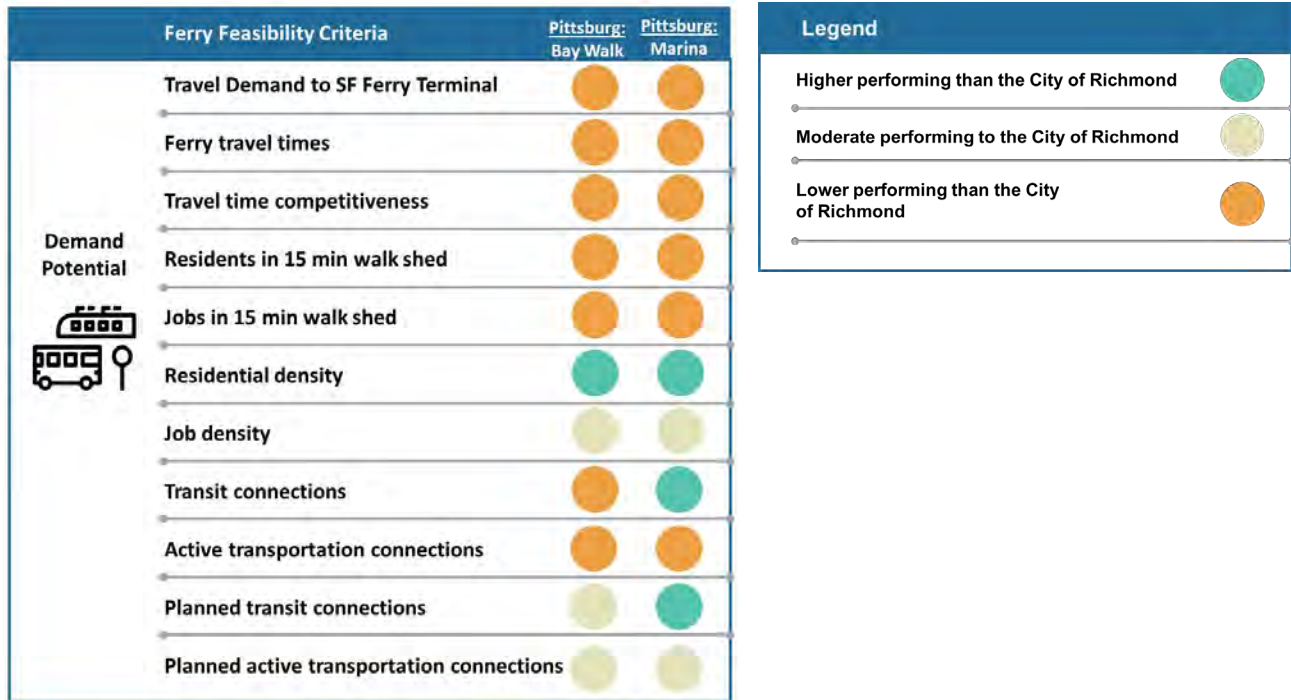 Ferry Feasibility Criteria
Pittsburg: Bay Walk
Pittsburg: Marina
Demand Potential
Travel Demand to SF Ferry Terminal
Ferry travel times
Travel time competitiveness
Residents in 15 min walk shed
Jobs in 15 min walk shed
Residential density
Job density
Transit connections
Active transportation connections
Planned transit connections
Planned active transportation connections
Legend
Higher performing than the City of Richmond
Moderate performing to the City of Richmond
Lower performing than the City
of Richmond